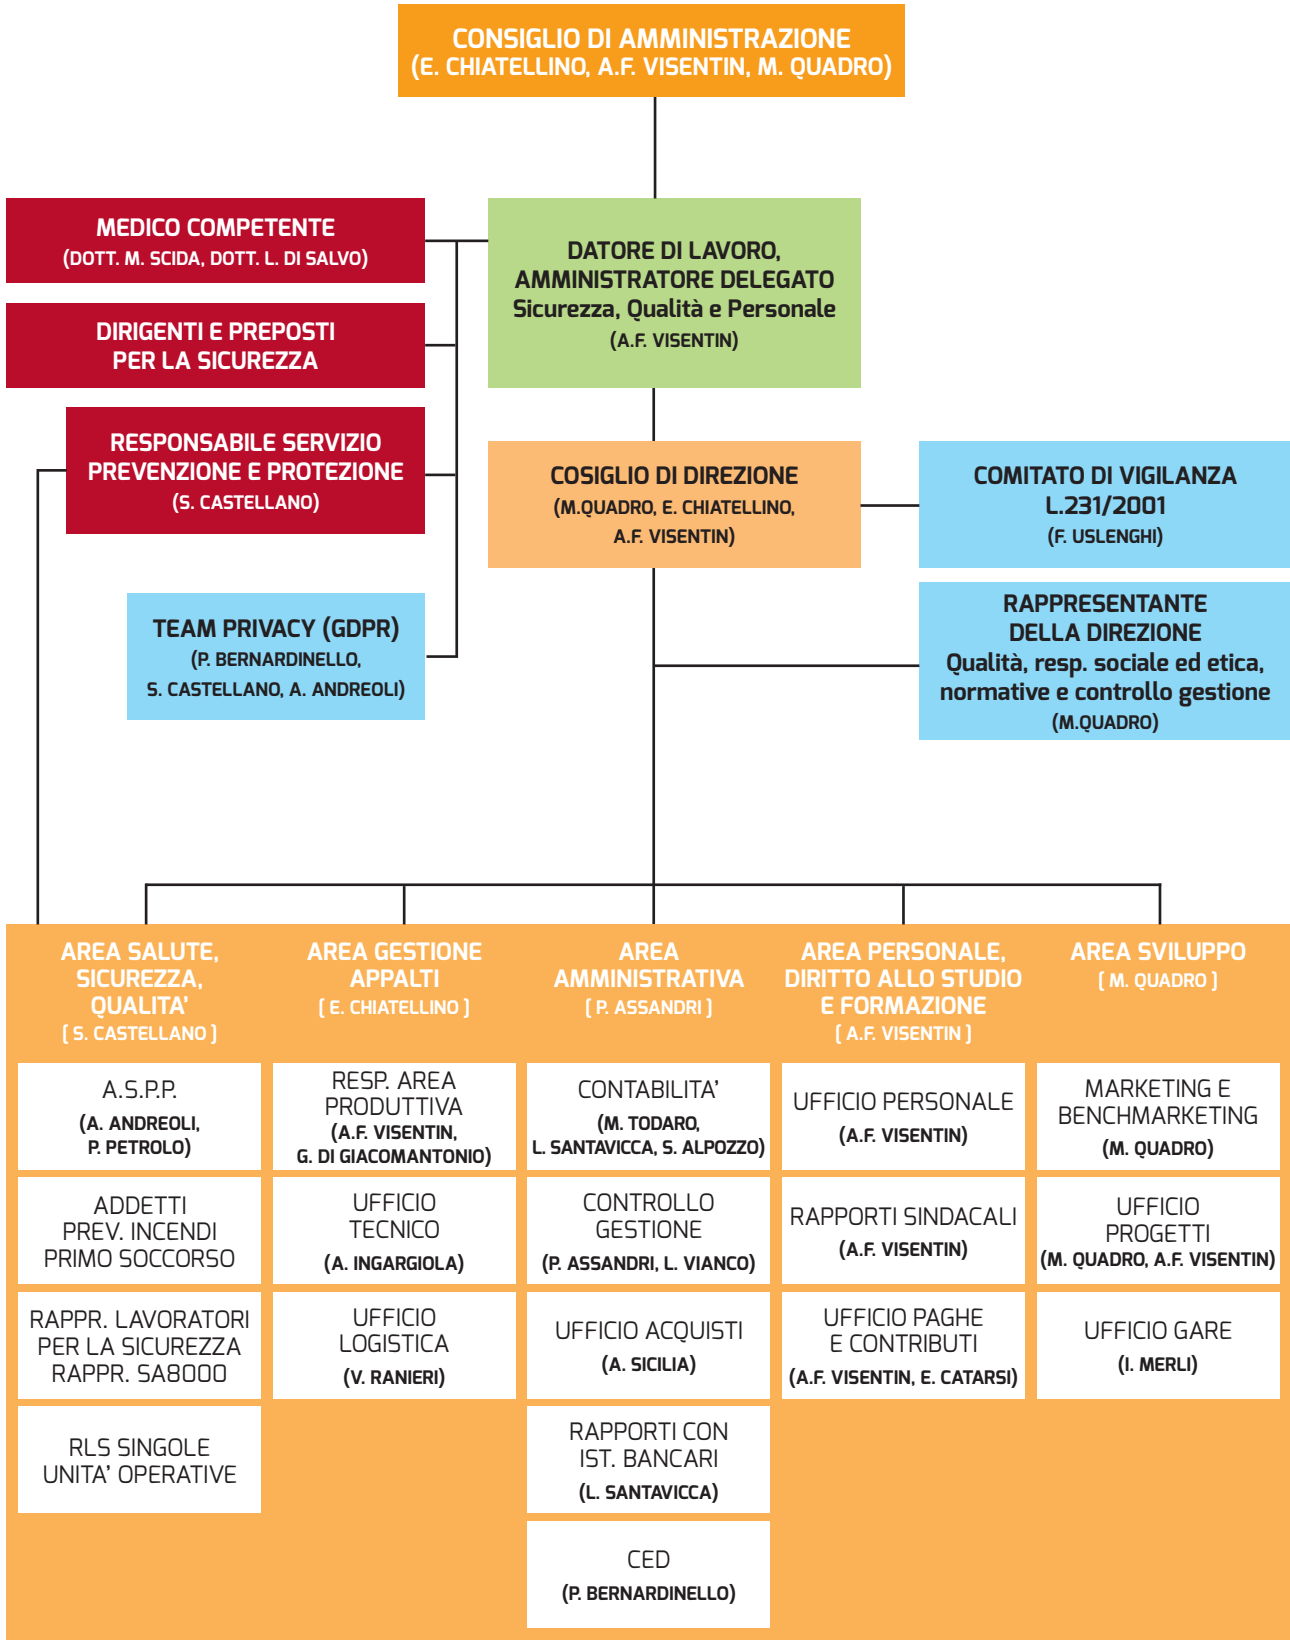 CONSIGLIO DI AMMINISTRAZIONE
(E. CHIATELLINO, A.F. VISENTIN, M. QUADRO)
MEDICO COMPETENTE
(DOTT. M. SCIDA, DOTT. L. DI SALVO)
DATORE DI LAVORO,
AMMINISTRATORE DELEGATO
Sicurezza, Qualità e Personale
(A.F. VISENTIN)
DIRIGENTI E PREPOSTI
PER LA SICUREZZA
RESPONSABILE SERVIZIO
PREVENZIONE E PROTEZIONE
(S. CASTELLANO)
COSIGLIO DI DIREZIONE
(M.QUADRO, E. CHIATELLINO,
A.F. VISENTIN)
COMITATO DI VIGILANZA
L.231/2001
(F. USLENGHI)
TEAM PRIVACY (GDPR)
(P. BERNARDINELLO,
S. CASTELLANO, A. ANDREOLI)
RAPPRESENTANTE
DELLA DIREZIONE
Qualità, resp. sociale ed etica,
normative e controllo gestione
(M.QUADRO)
AREA SALUTE,
SICUREZZA,
QUALITA’
[ S. CASTELLANO ]
A.S.P.P.
(A. ANDREOLI,
P. PETROLO)
ADDETTI
PREV. INCENDI
PRIMO SOCCORSO
RAPPR. LAVORATORI
PER LA SICUREZZA
RAPPR. SA8000
RLS SINGOLE
UNITA’ OPERATIVE
AREA GESTIONE
APPALTI
[ E. CHIATELLINO ]
RESP. AREA
PRODUTTIVA
(A.F. VISENTIN,
G. DI GIACOMANTONIO)
UFFICIO
TECNICO
(A. INGARGIOLA)
UFFICIO
LOGISTICA
(V. RANIERI)
AREA
AMMINISTRATIVA
[ P. ASSANDRI ]
CONTABILITA’
(M. TODARO,
L. SANTAVICCA, S. ALPOZZO)
CONTROLLO
GESTIONE
(P. ASSANDRI, L. VIANCO)
UFFICIO ACQUISTI
(A. SICILIA)
RAPPORTI CON
IST. BANCARI
(L. SANTAVICCA)
CED
(P. BERNARDINELLO)
AREA PERSONALE,
DIRITTO ALLO STUDIO
E FORMAZIONE
[ A.F. VISENTIN ]
UFFICIO PERSONALE
(A.F. VISENTIN)
RAPPORTI SINDACALI
(A.F. VISENTIN)
UFFICIO PAGHE
E CONTRIBUTI
(A.F. VISENTIN, E. CATARSI)
AREA SVILUPPO
[ M. QUADRO ]
MARKETING E
BENCHMARKETING
(M. QUADRO)
UFFICIO
PROGETTI
(M. QUADRO, A.F. VISENTIN)
UFFICIO GARE
(I. MERLI)